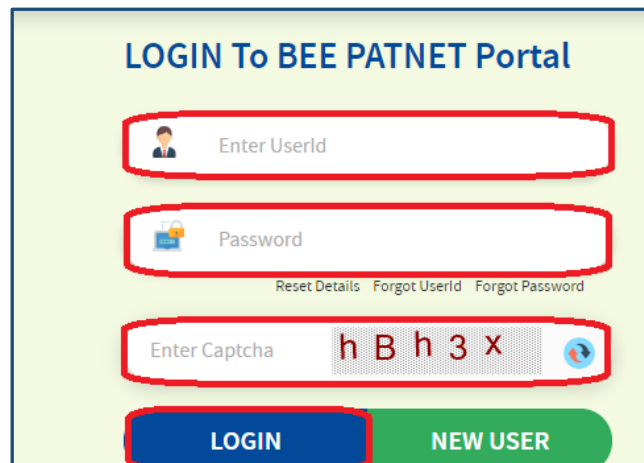 LOGIN To BEE PATNET Portal
Enter UserId
Password
Reset Details Forgot UserId Forgot Password
Enter Captcha hBh3x
LOGIN NEW USER